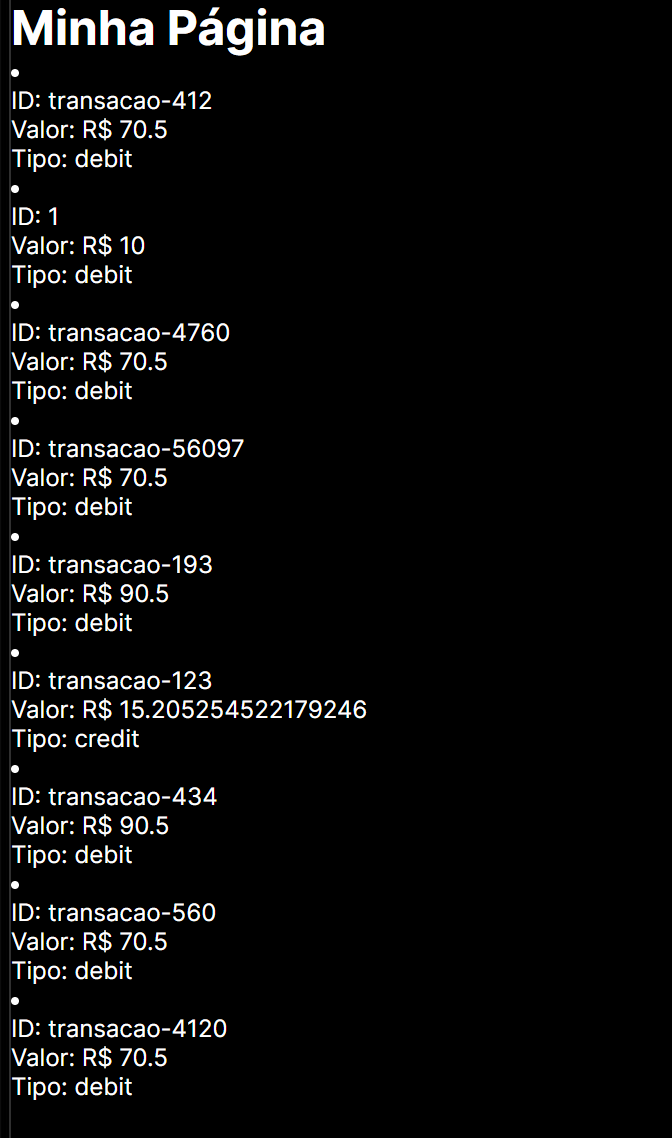 Minha Página
ID: transacao-412
Valor: R$ 70.5
Tipo: debit
ID: 1
Valor: R$ 10
Tipo: debit
ID: transacao-4760
Valor: R$ 70.5
Tipo: debit
ID: transacao-56097
Valor: R$ 70.5
Tipo: debit
ID: transacao-193
Valor: R$ 90.5
Tipo: debit
ID: transacao-123
Valor: R$ 15.205254522179246
Tipo: credit
ID: transacao-434
Valor: R$ 90.5
Tipo: debit
ID: transacao-560
Valor: R$ 70.5
Tipo: debit
ID: transacao-4120
Valor: R$ 70.5
Tipo: debit